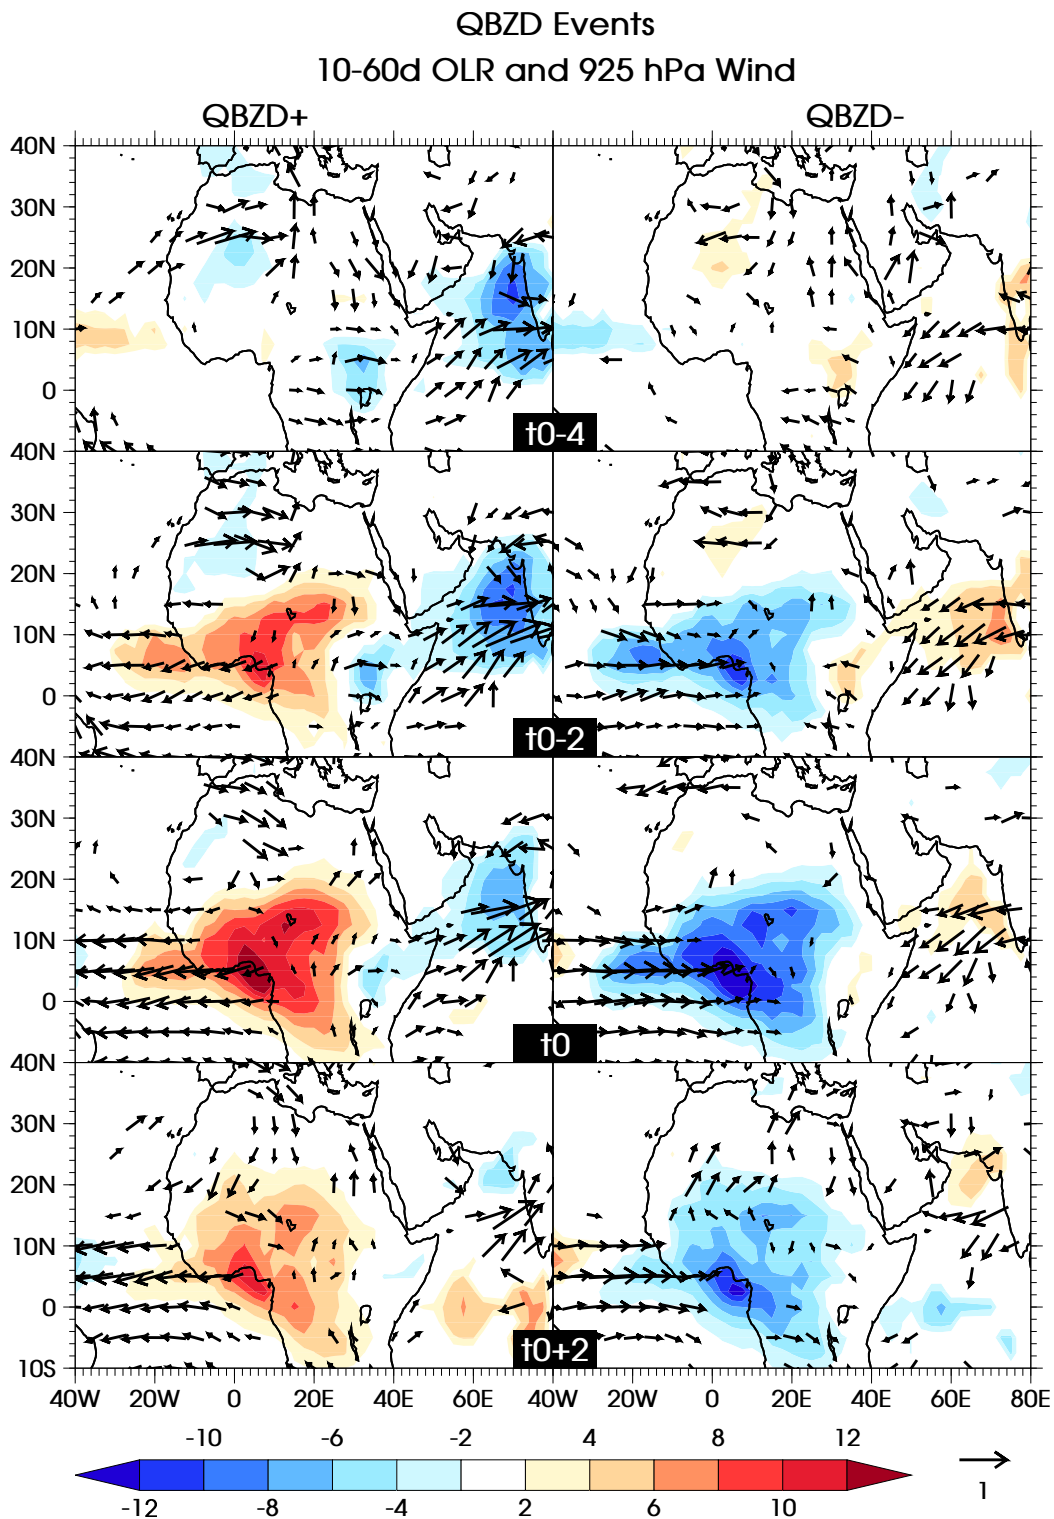 QBZD Events
10-60d OLR and 925 hPa Wind
QBZD+ QBZD-
40N
30N
20N
10N
0
t0-4
40N
30N
20N
10N
0
t0-2
40N
30N
20N
10N
0
t0
40N
30N
20N
10N
0
10S
t0+2
40W 20W 0 20E 40E 60E 40W 20W 0 20E 40E 60E 80E
-10 -6 -2 4 8 12
-12 -8 -4 2 6 10
1